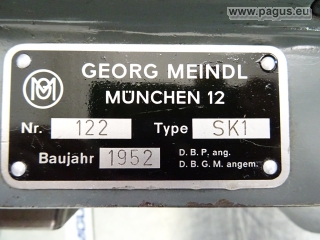 www.pagus.eu
M
GEORG MEINDL
MÜNCHEN 12
Nr. 122 Type SK1
Baujahr 1952 D.B.P. ang.
D.B.G.M. angem.